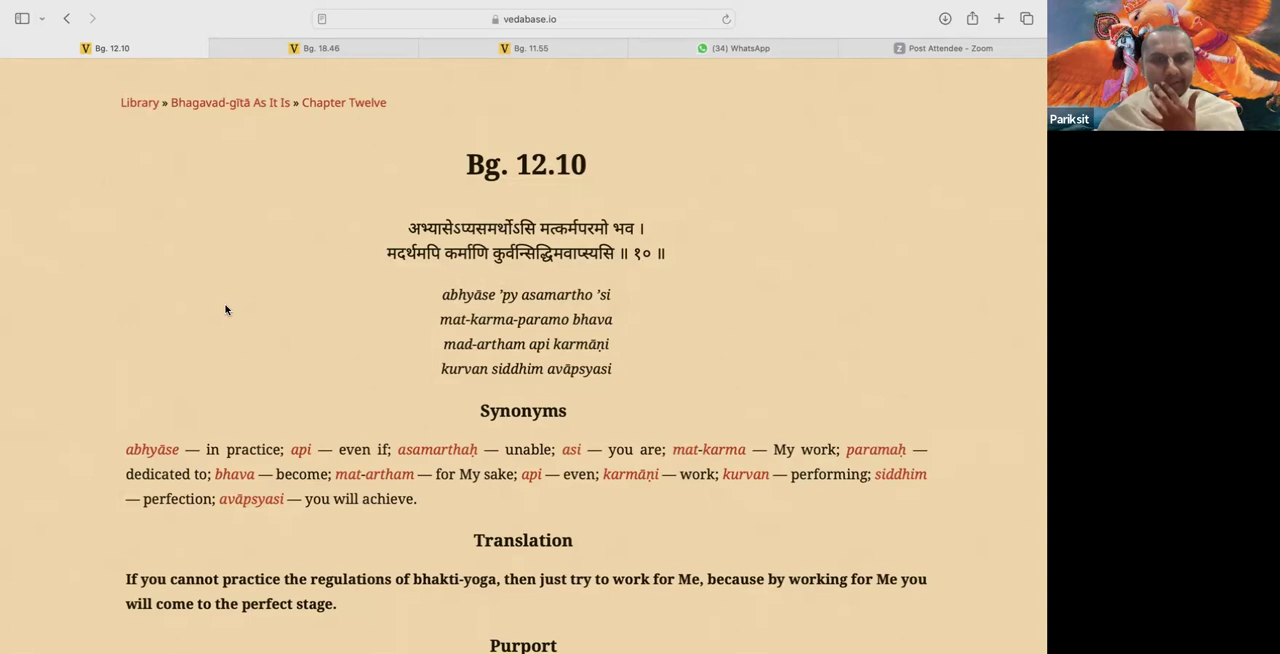 vedabase.io
Bg. 12.10
Bg. 18.46
Bg. 11.55
(34) WhatsApp
Post Attendee - Zoom
Pariksit
Library » Bhagavad-gītā As It Is » Chapter Twelve
Bg. 12.10
अभ्यासेऽप्यसमर्थोऽसि मत्कर्मपरमो भव ।
मदर्थमपि कर्माणि कुर्वन्सिद्धिमवाप्स्यसि ॥ १० ॥
abhyāse ’py asamartho ’si
mat-karma-paramo bhava
mad-artham api karmāṇi
kurvan siddhim avāpsyasi
Synonyms
abhyāse — in practice; api — even if; asamarthaḥ — unable; asi — you are; mat-karma — My work; paramaḥ —
dedicated to; bhava — become; mat-artham — for My sake; api — even; karmāṇi — work; kurvan — performing; siddhim
— perfection; avāpsyasi — you will achieve.
Translation
If you cannot practice the regulations of bhakti-yoga, then just try to work for Me, because by working for Me you
will come to the perfect stage.
Purport